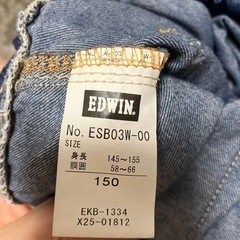 EDWIN.
No. ESB03W-00
SIZE
身長 145～155
胴囲 58～66
150
EKB-1334
X25-01812